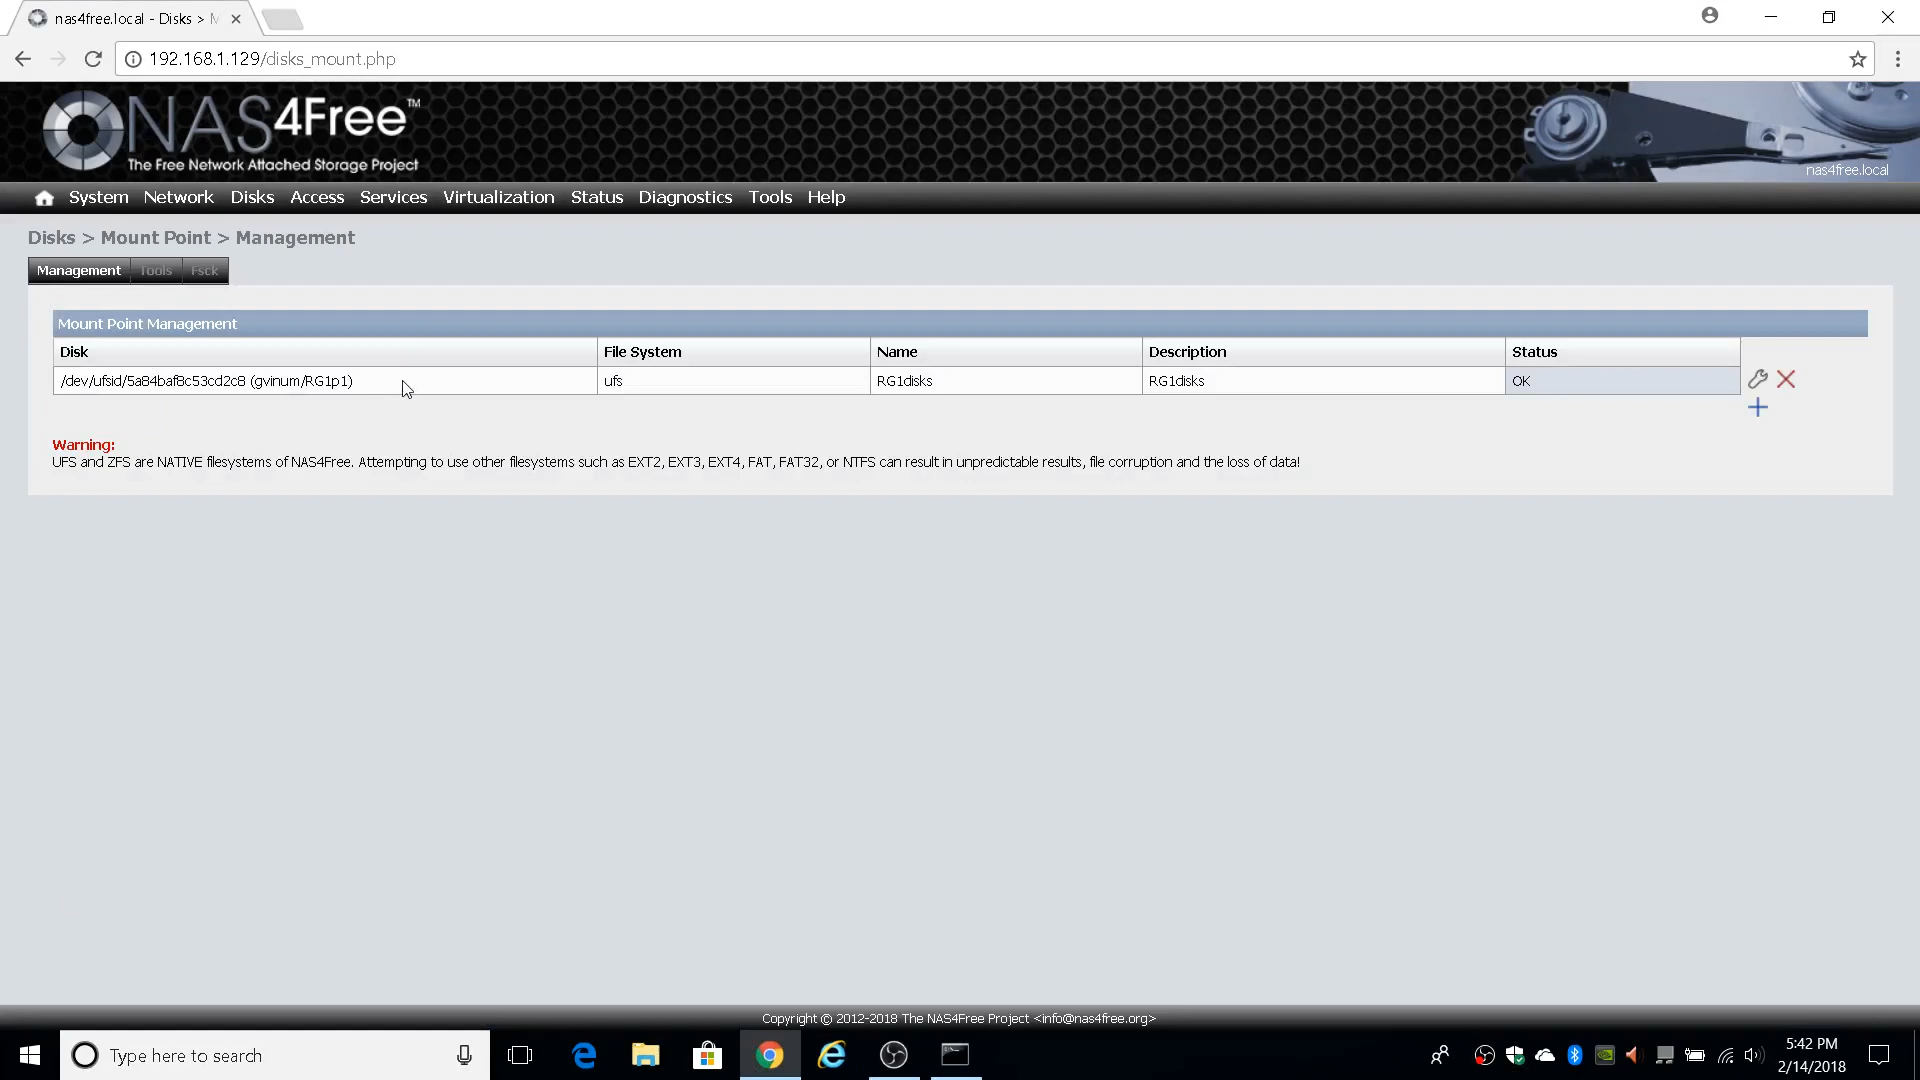 nas4free.local - Disks > M
192.168.1.129/disks_mount.php
NAS4Free™
The Free Network Attached Storage Project
nas4free.local
System Network Disks Access Services Virtualization Status Diagnostics Tools Help
Disks > Mount Point > Management
Management Tools Fsck
Mount Point Management
Disk File System Name Description Status
/dev/ufsid/5a84baf8c53cd2c8 (gvinum/RG1p1) ufs RG1disks RG1disks OK
Warning:
UFS and ZFS are NATIVE filesystems of NAS4Free. Attempting to use other filesystems such as EXT2, EXT3, EXT4, FAT, FAT32, or NTFS can result in unpredictable results, file corruption and the loss of data!
Copyright © 2012-2018 The NAS4Free Project <info@nas4free.org>
Type here to search
5:42 PM
2/14/2018